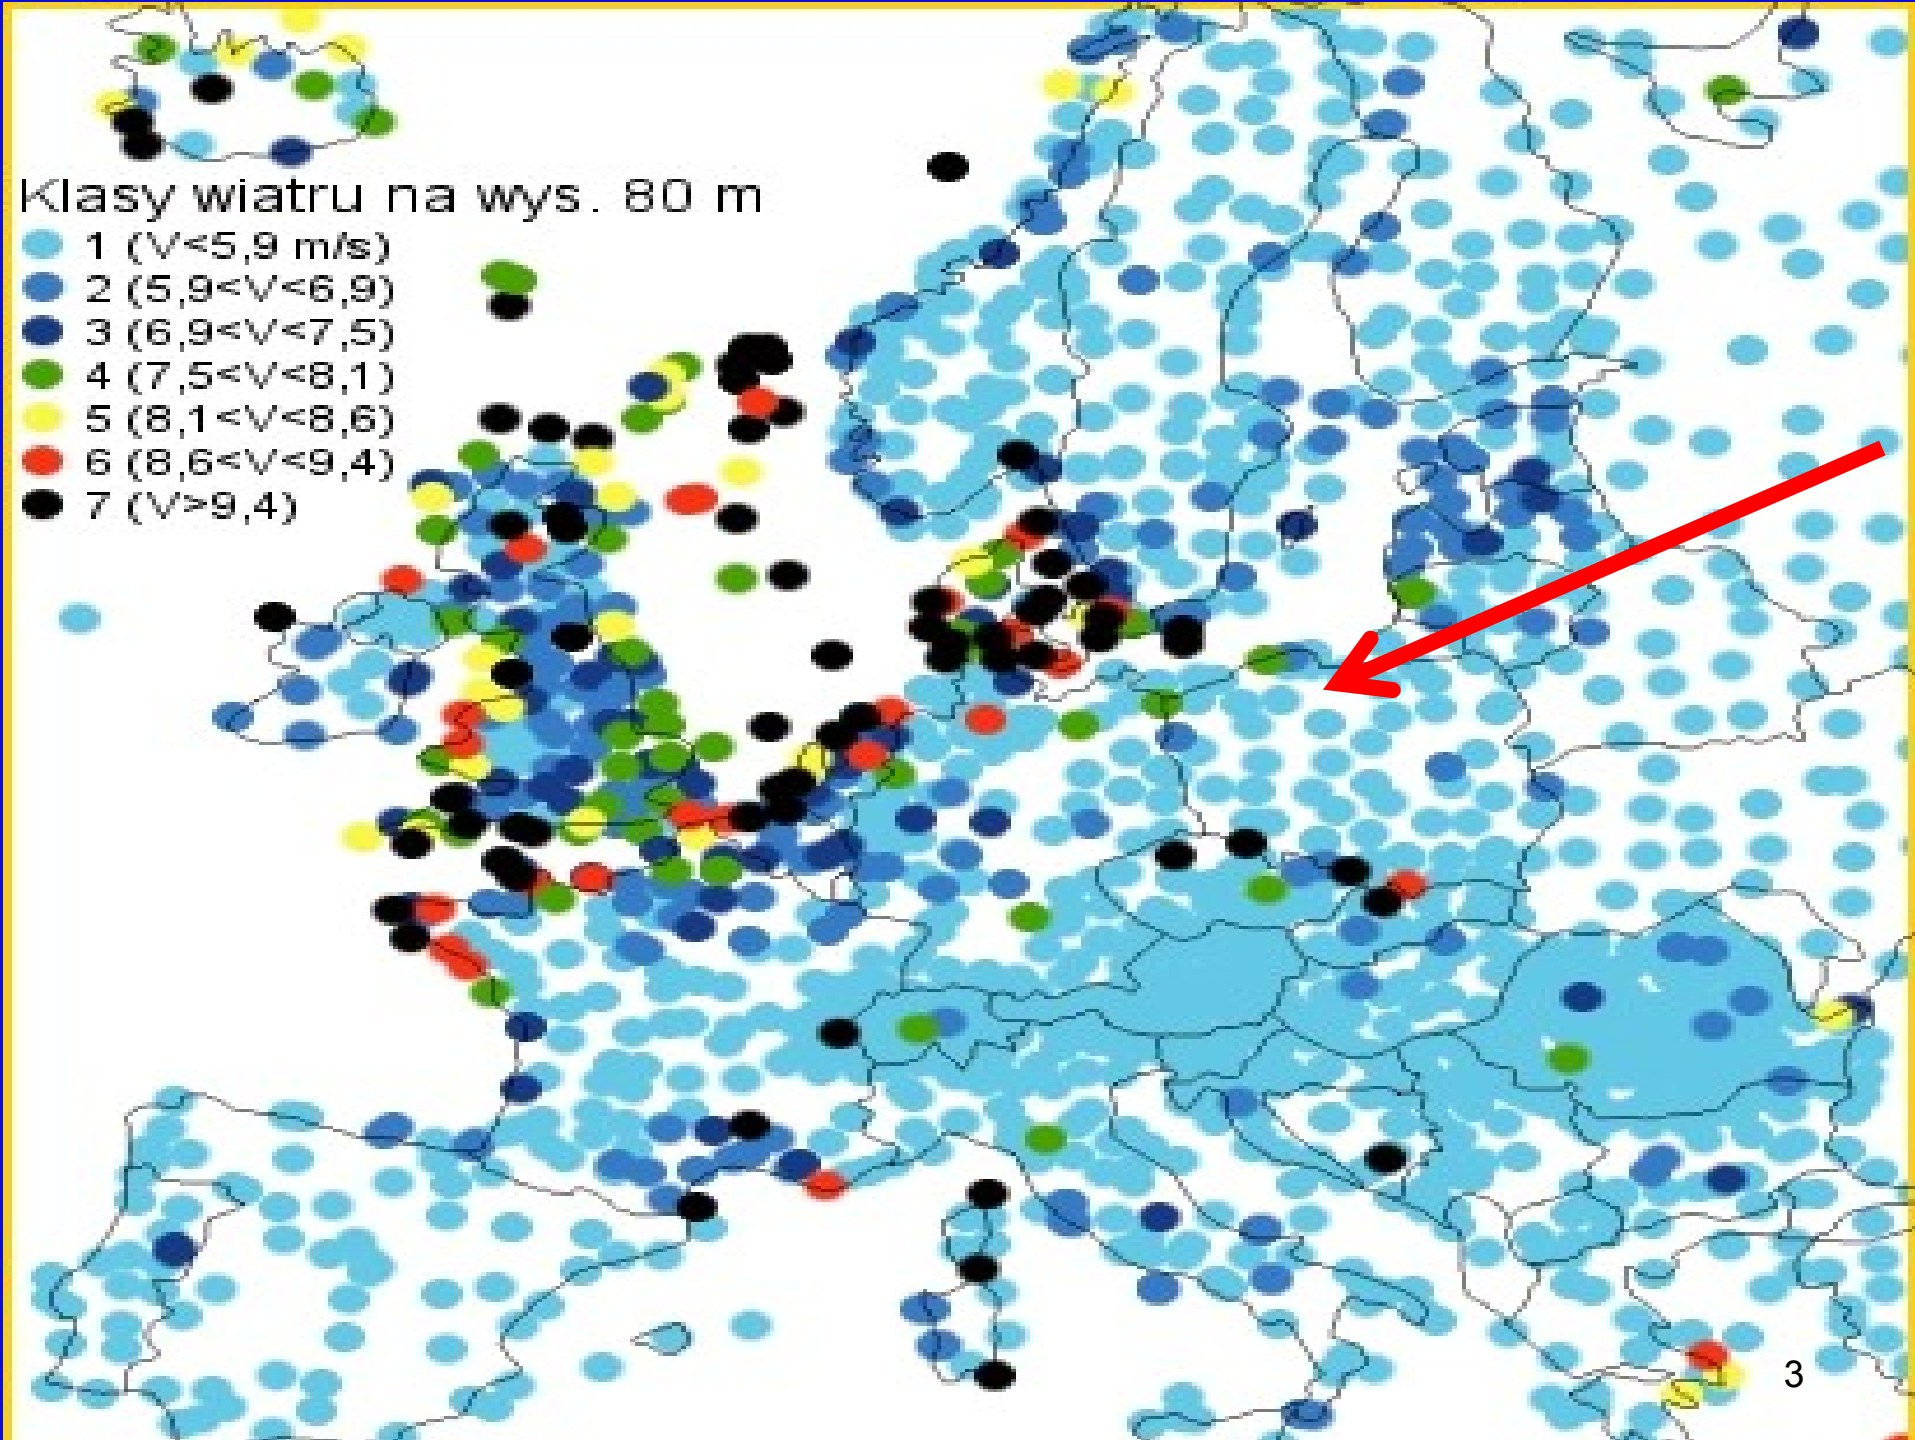 Klasy wiatru na wys. 80 m
1 (V<5,9 m/s)
2 (5,9<V<6,9)
3 (6,9<V<7,5)
4 (7,5<V<8,1)
5 (8,1<V<8,6)
6 (8,6<V<9,4)
7 (V>9,4)
3